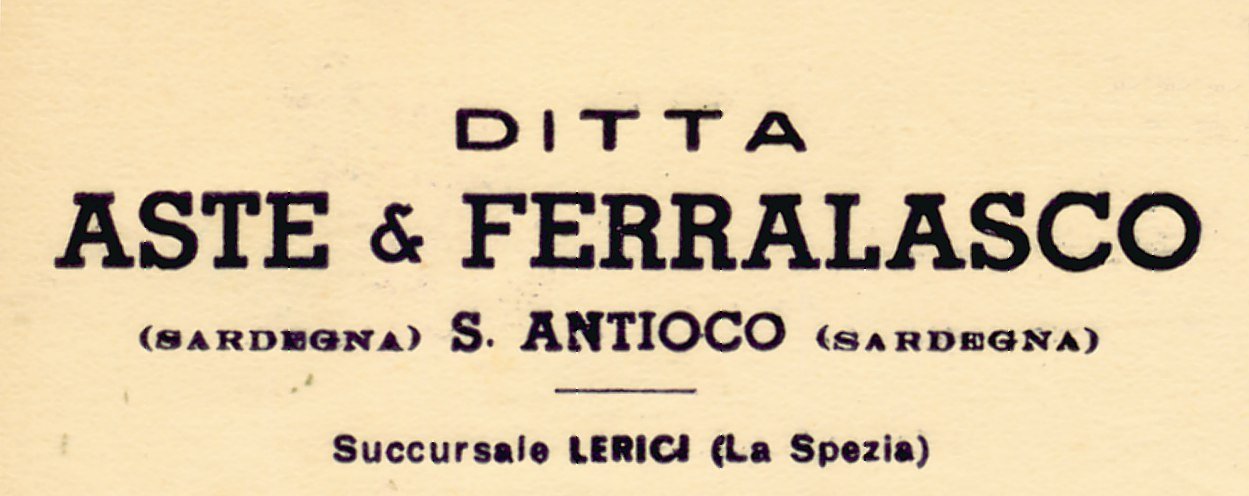 DITTA
ASTE & FERRALASCO
(SARDEGNA) S. ANTIOCO (SARDEGNA)
Succursale LERICI (La Spezia)